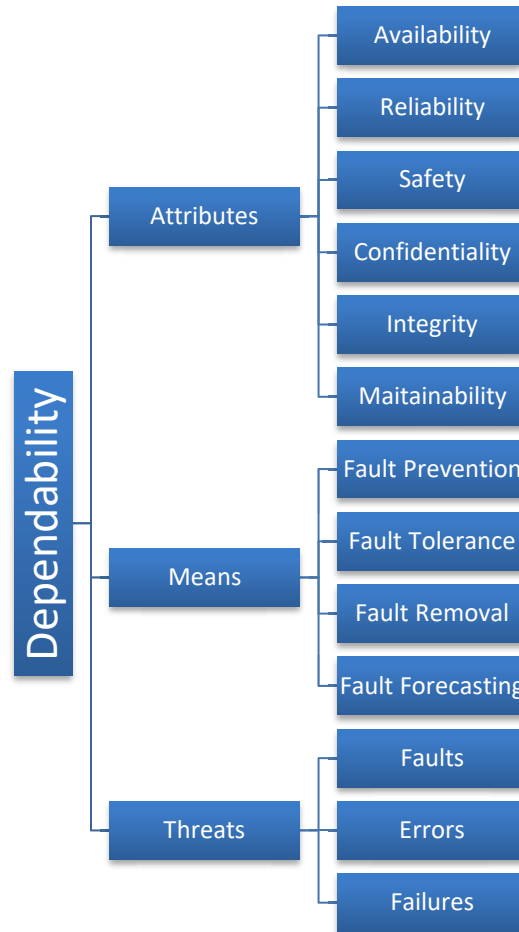 Dependability
Attributes
Availability
Reliability
Safety
Confidentiality
Integrity
Maitainability
Means
Fault Prevention
Fault Tolerance
Fault Removal
Fault Forecasting
Threats
Faults
Errors
Failures